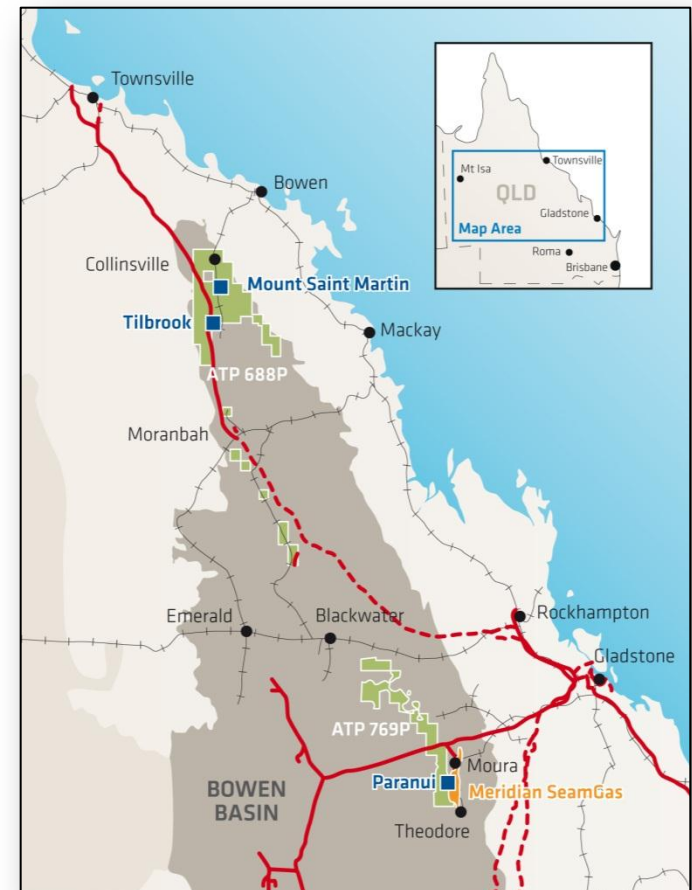 Townsville
Bowen
Collinsville
Mount Saint Martin
Tilbrook
Mackay
ATP 688P
Moranbah
Emerald
Blackwater
Rockhampton
Gladstone
ATP 769P
Moura
Paranui
Meridian SeamGas
BOWEN
BASIN
Theodore
Townsville
Mt Isa
QLD
Gladstone
Map Area
Roma
Brisbane